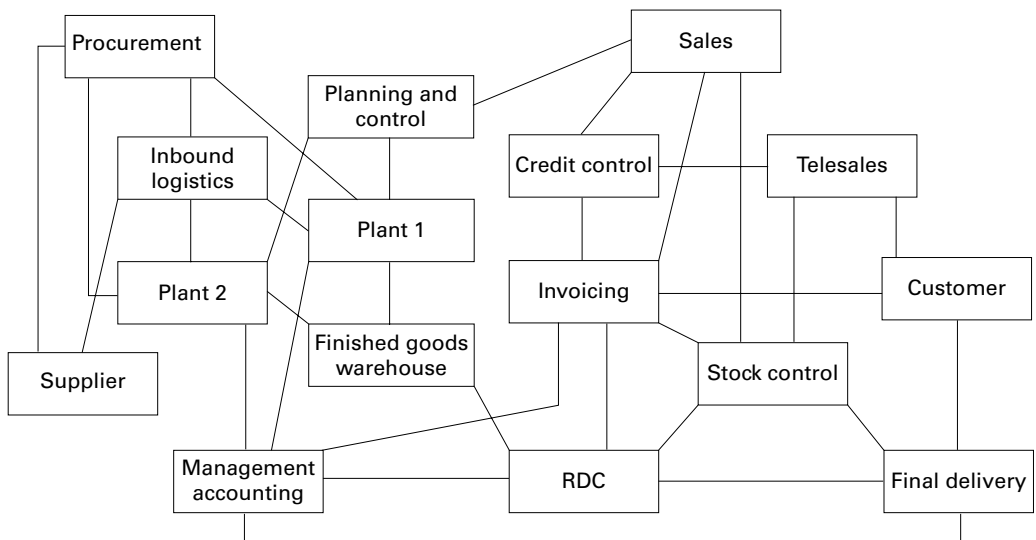 Procurement
Sales
Planning and
control
Inbound
logistics
Credit control
Telesales
Plant 1
Plant 2
Invoicing
Customer
Finished goods
warehouse
Supplier
Stock control
Management
accounting
RDC
Final delivery